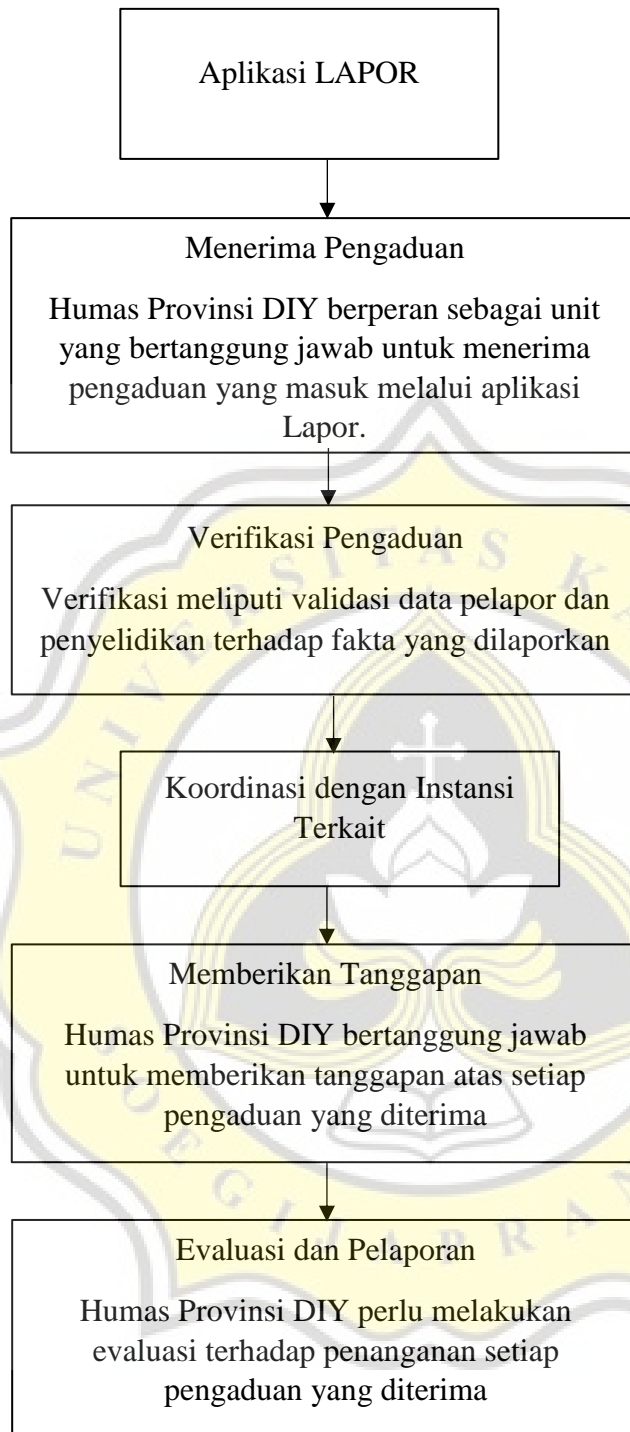 Aplikasi LAPOR
Menerima Pengaduan
Humas Provinsi DIY berperan sebagai unit
yang bertanggung jawab untuk menerima
pengaduan yang masuk melalui aplikasi
Lapor.
Verifikasi Pengaduan
Verifikasi meliputi validasi data pelapor dan
penyelidikan terhadap fakta yang dilaporkan
Koordinasi dengan Instansi
Terkait
Memberikan Tanggapan
Humas Provinsi DIY bertanggung jawab
untuk memberikan tanggapan atas setiap
pengaduan yang diterima
Evaluasi dan Pelaporan
Humas Provinsi DIY perlu melakukan
evaluasi terhadap penanganan setiap
pengaduan yang diterima
UNIVERSITAS KA
SOEGIJAPRAN